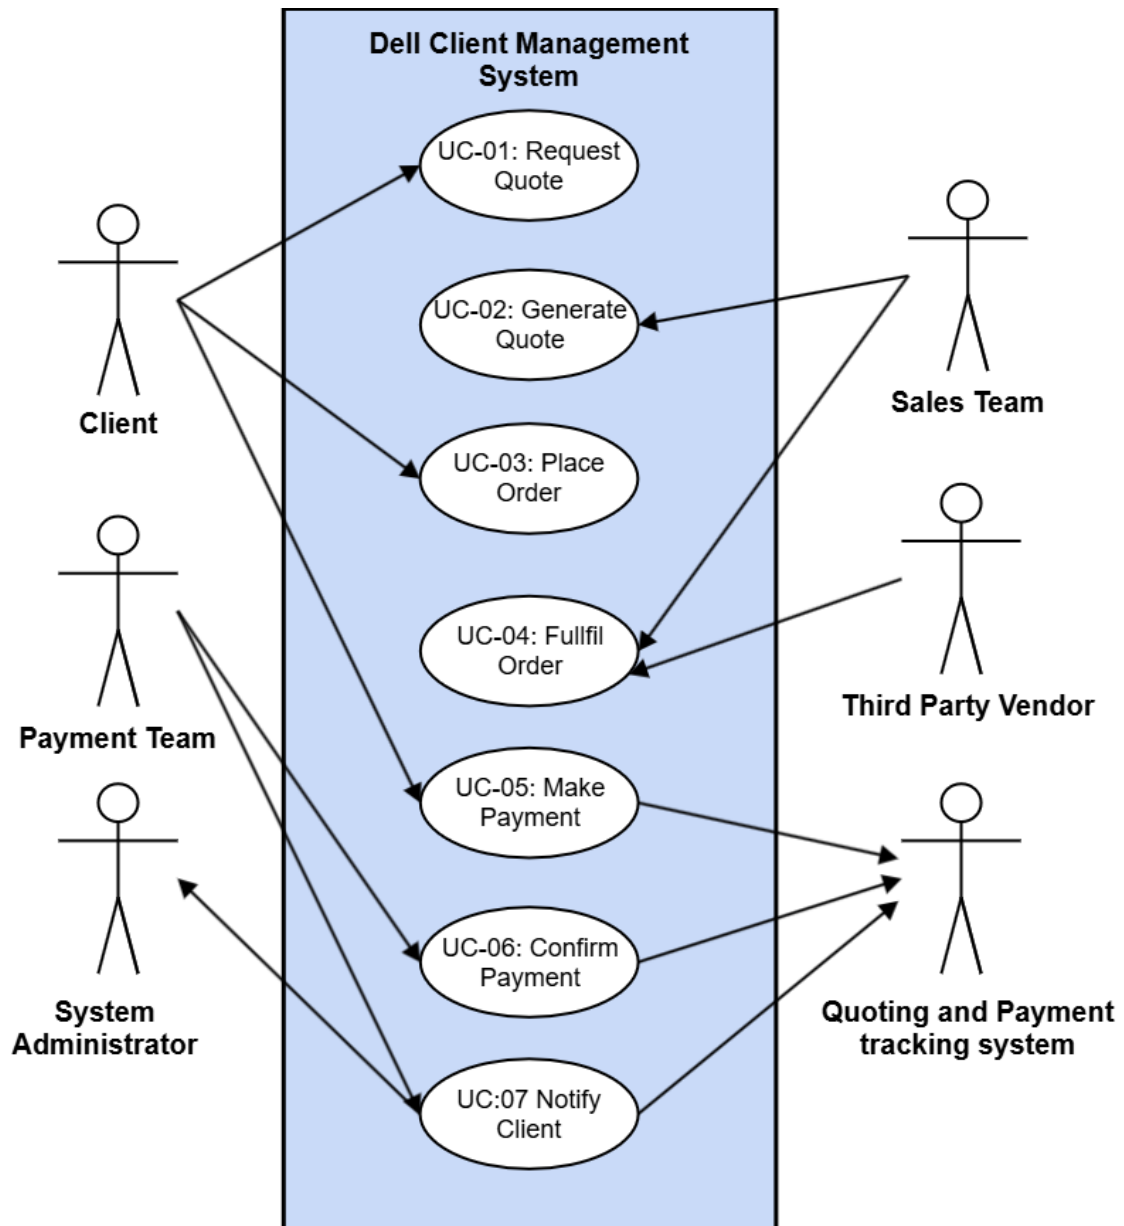 Dell Client Management
System
UC-01: Request
Quote
UC-02: Generate
Quote
UC-03: Place
Order
UC-04: Fullfil
Order
UC-05: Make
Payment
UC-06: Confirm
Payment
UC:07 Notify
Client
Client
Payment Team
System
Administrator
Sales Team
Third Party Vendor
Quoting and Payment
tracking system